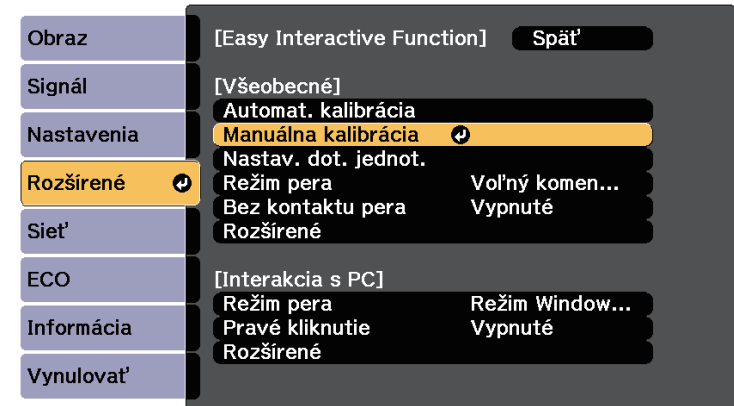 Obraz
Signál
Nastavenia
Rozšírené
Sieť
ECO
Informácia
Vynulovať
[Easy Interactive Function] Späť
[Všeobecné]
Automat. kalibrácia
Manuálna kalibrácia
Nastav. dot. jednot.
Režim pera Voľný komen...
Bez kontaktu pera Vypnuté
Rozšírené
[Interakcia s PC]
Režim pera Režim Window...
Pravé kliknutie Vypnuté
Rozšírené